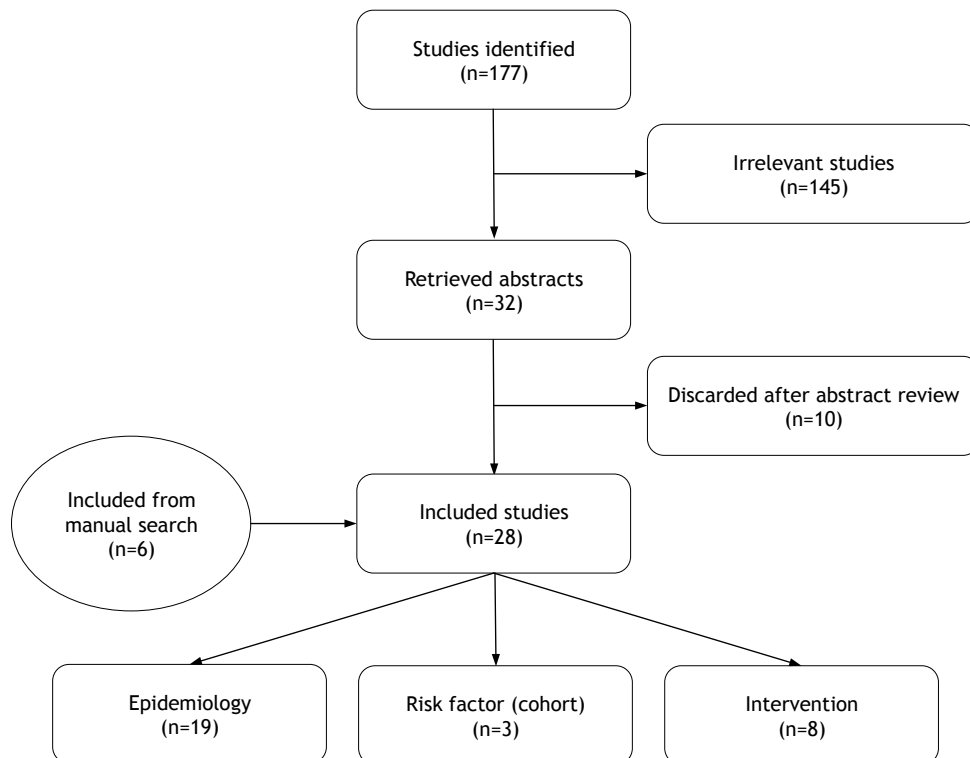 Studies identified
(n=177)
Irrelevant studies
(n=145)
Retrieved abstracts
(n=32)
Discarded after abstract review
(n=10)
Included from
manual search
(n=6)
Included studies
(n=28)
Epidemiology
(n=19)
Risk factor (cohort)
(n=3)
Intervention
(n=8)